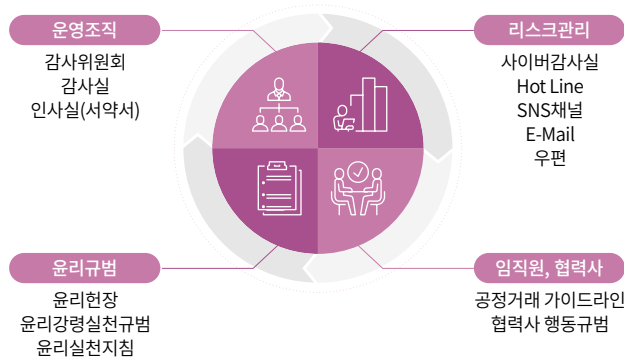 운영조직
감사위원회
감사실
인사실(서약서)
리스크관리
사이버감사실
Hot Line
SNS채널
E-Mail
우편
윤리규범
윤리헌장
윤리강령실천규범
윤리실천지침
임직원, 협력사
공정거래 가이드라인
협력사 행동규범